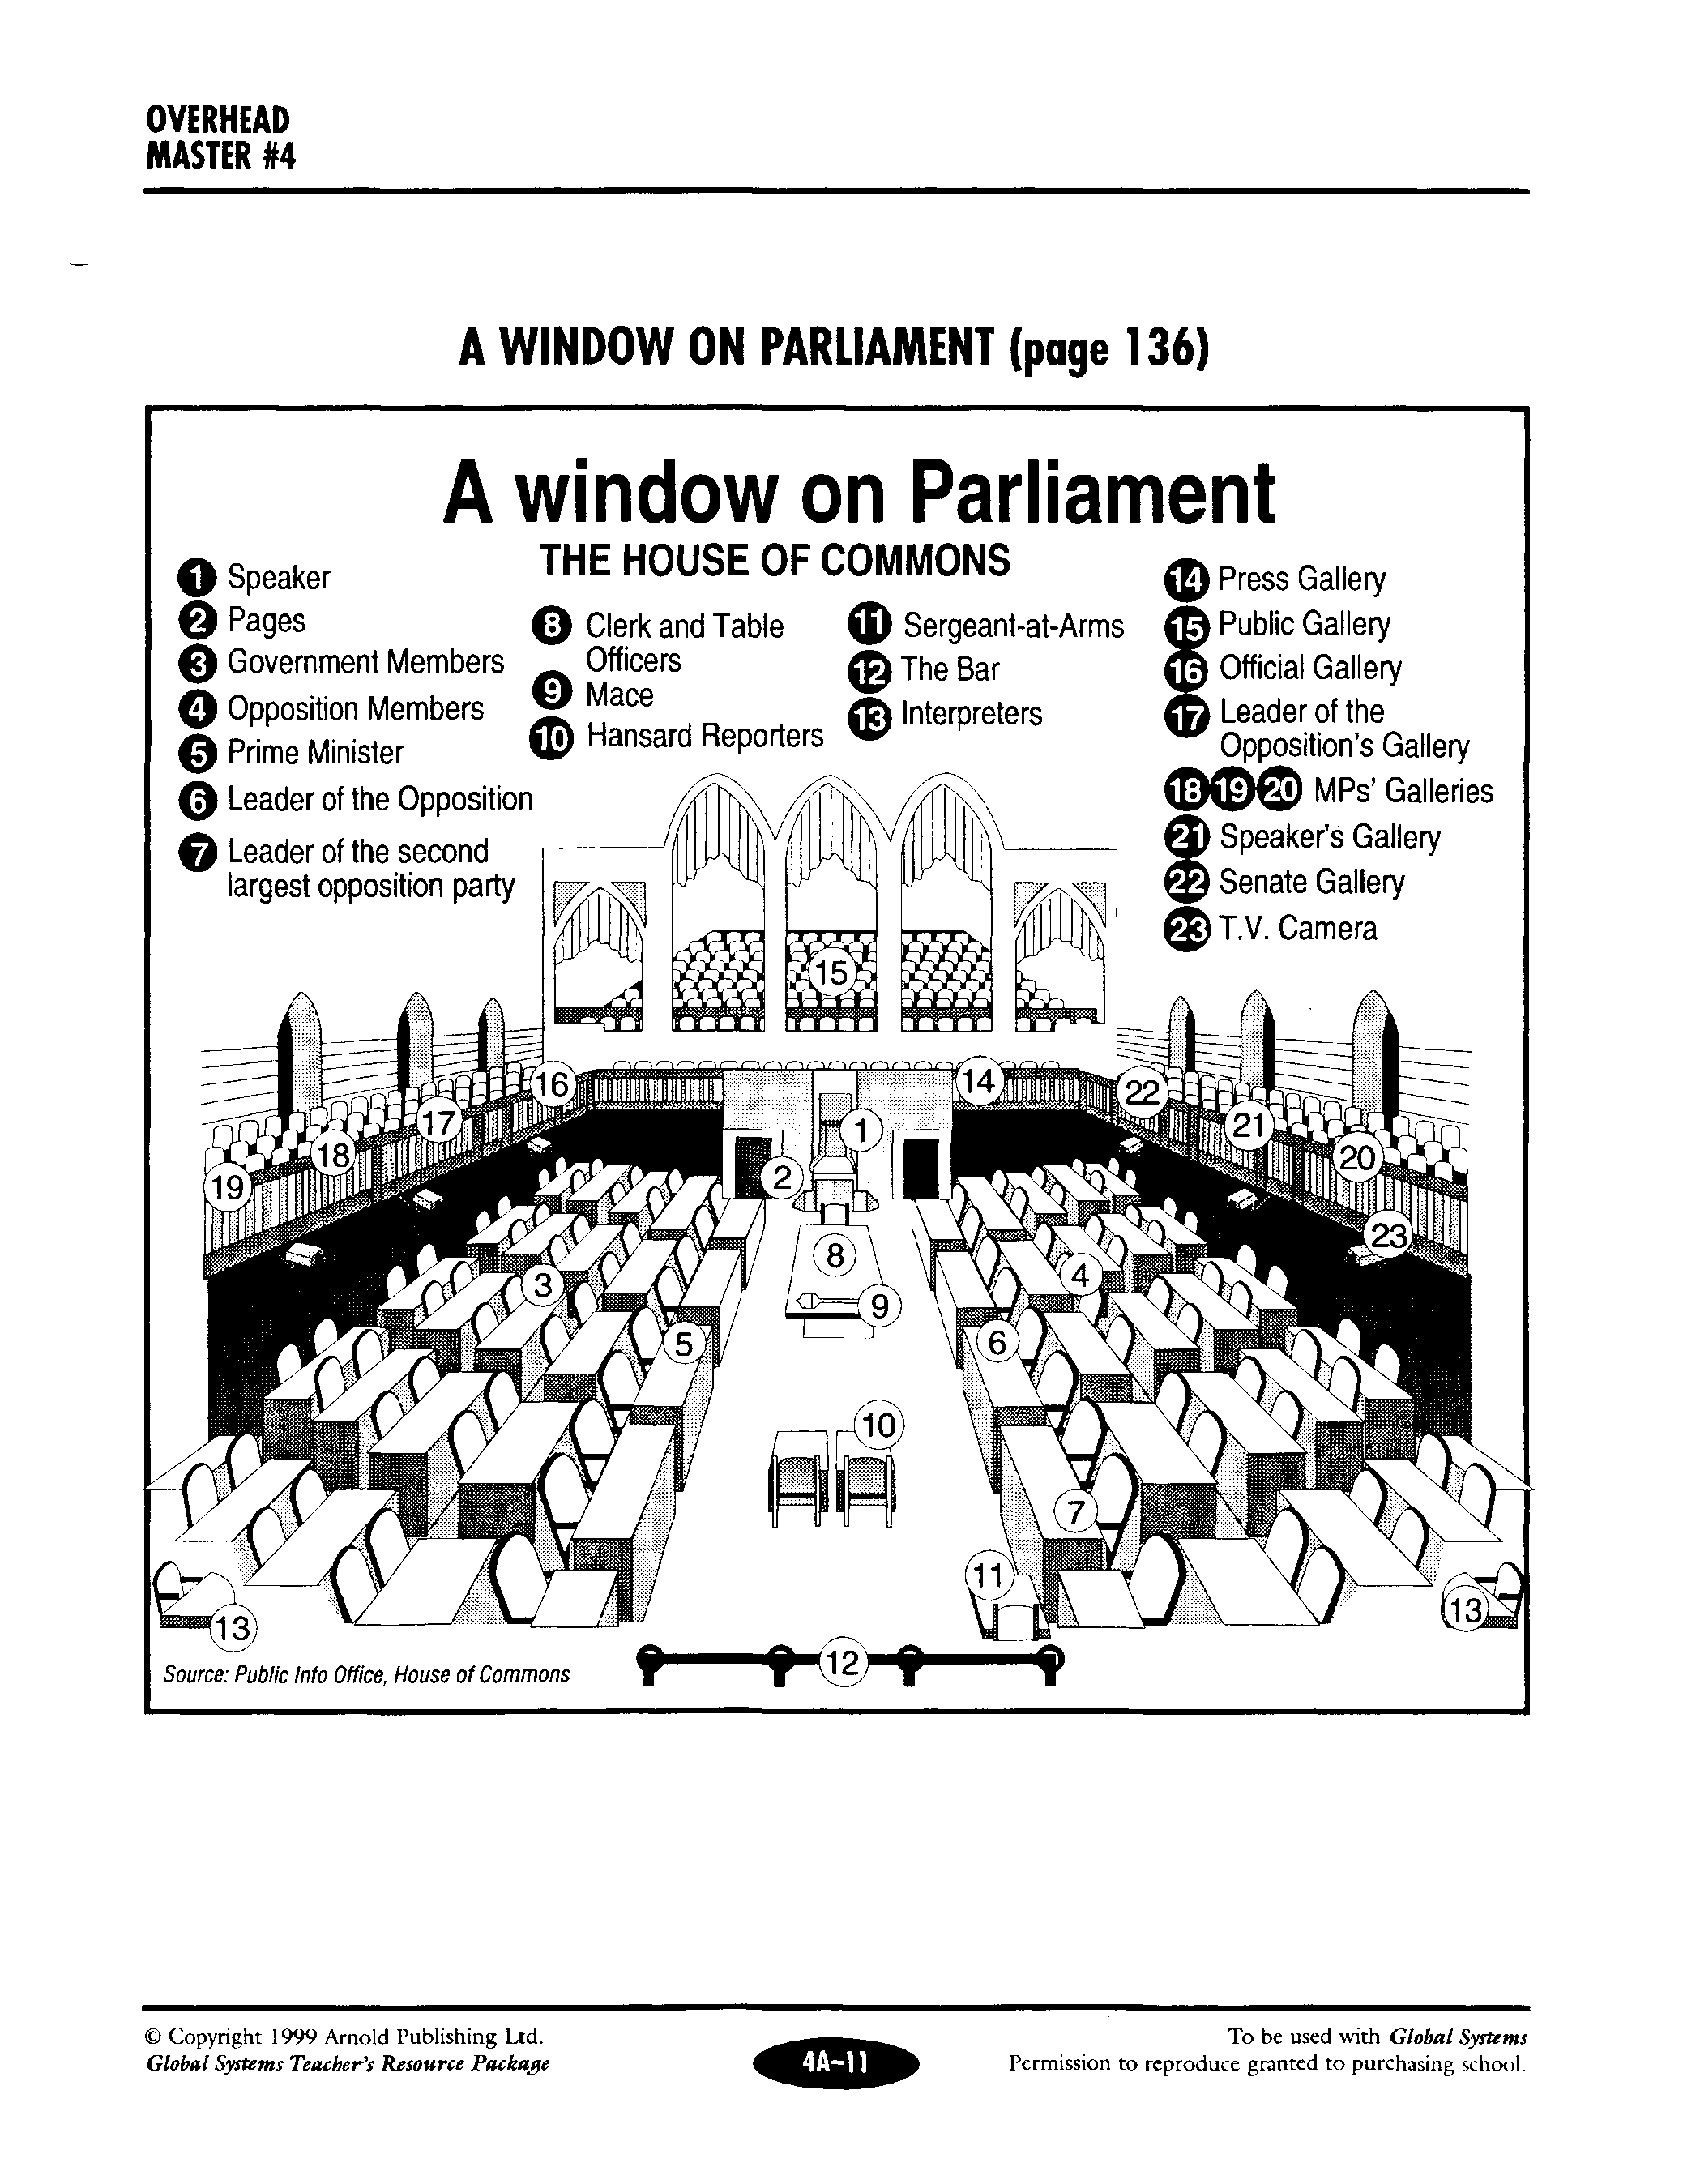 OVERHEAD
MASTER #4
A WINDOW ON PARLIAMENT (page 136)
A window on Parliament
THE HOUSE OF COMMONS
1 Speaker
2 Pages
3 Government Members
4 Opposition Members
5 Prime Minister
6 Leader of the Opposition
7 Leader of the second
largest opposition party
8 Clerk and Table
Officers
9 Mace
10 Hansard Reporters
11 Sergeant-at-Arms
12 The Bar
13 Interpreters
14 Press Gallery
15 Public Gallery
16 Official Gallery
17 Leader of the
Opposition's Gallery
18 19 20 MPs' Galleries
21 Speaker's Gallery
22 Senate Gallery
23 T.V. Camera
15
16
14
22
17
1
21
18
2
20
19
23
8
3
4
9
5
6
10
7
11
13
13
12
Source: Public Info Office, House of Commons
© Copyright 1999 Arnold Publishing Ltd.
Global Systems Teacher's Resource Package
4A-11
To be used with Global Systems
Permission to reproduce granted to purchasing school.